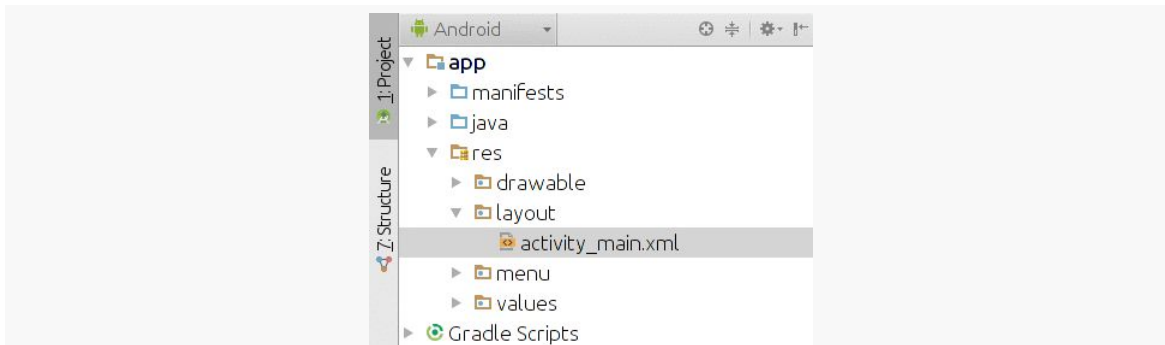 Android
1: Project
7: Structure
app
manifests
java
res
drawable
layout
activity_main.xml
menu
values
Gradle Scripts